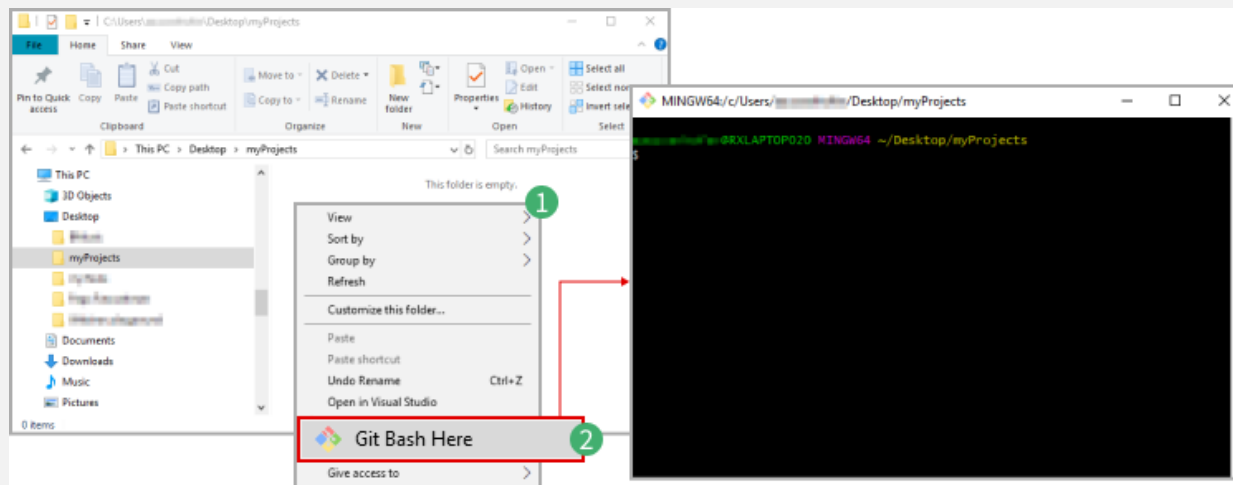 C:\Users\ \Desktop\myProjects
File Home Share View
Pin to Quick access
Copy
Paste
Cut
Copy path
Paste shortcut
Clipboard
Move to
Copy to
Delete
Rename
Organize
New folder
New
Properties
Open
Edit
History
Open
Select all
Select non
Invert sele
Select
This PC > Desktop > myProjects
Search myProjects
This PC
3D Objects
Desktop
myProjects
Documents
Downloads
Music
Pictures
0 items
This folder is empty.
1
View
Sort by
Group by
Refresh
Customize this folder...
Paste
Paste shortcut
Undo Rename Ctrl+Z
Open in Visual Studio
Git Bash Here
2
Give access to
MINGW64:/c/Users/ /Desktop/myProjects
@RXLAPTOP020 MINGW64 ~/Desktop/myProjects
$